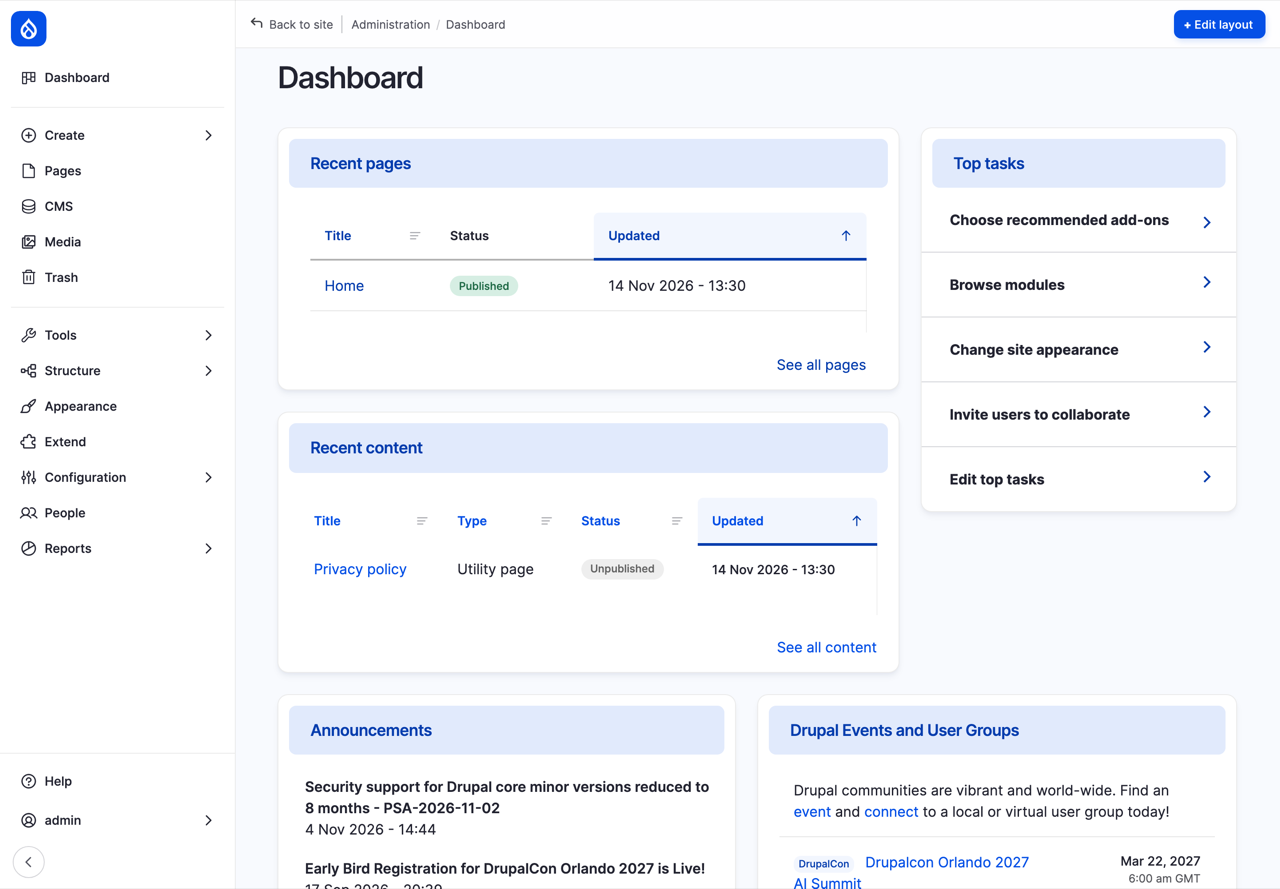 Back to site
Administration / Dashboard
+ Edit layout
Dashboard
Create
Pages
CMS
Media
Trash
Tools
Structure
Appearance
Extend
Configuration
People
Reports
Help
admin
Dashboard
Recent pages
Title Status Updated
Home Published 14 Nov 2026 - 13:30
See all pages
Recent content
Title Type Status Updated
Privacy policy Utility page Unpublished 14 Nov 2026 - 13:30
See all content
Top tasks
Choose recommended add-ons
Browse modules
Change site appearance
Invite users to collaborate
Edit top tasks
Announcements
Security support for Drupal core minor versions reduced to
8 months - PSA-2026-11-02
4 Nov 2026 - 14:44
Early Bird Registration for DrupalCon Orlando 2027 is Live!
17 Sep 2026 - 20:39
Drupal Events and User Groups
Drupal communities are vibrant and world-wide. Find an
event and connect to a local or virtual user group today!
DrupalCon Drupalcon Orlando 2027 Mar 22, 2027
AI Summit 6:00 am GMT